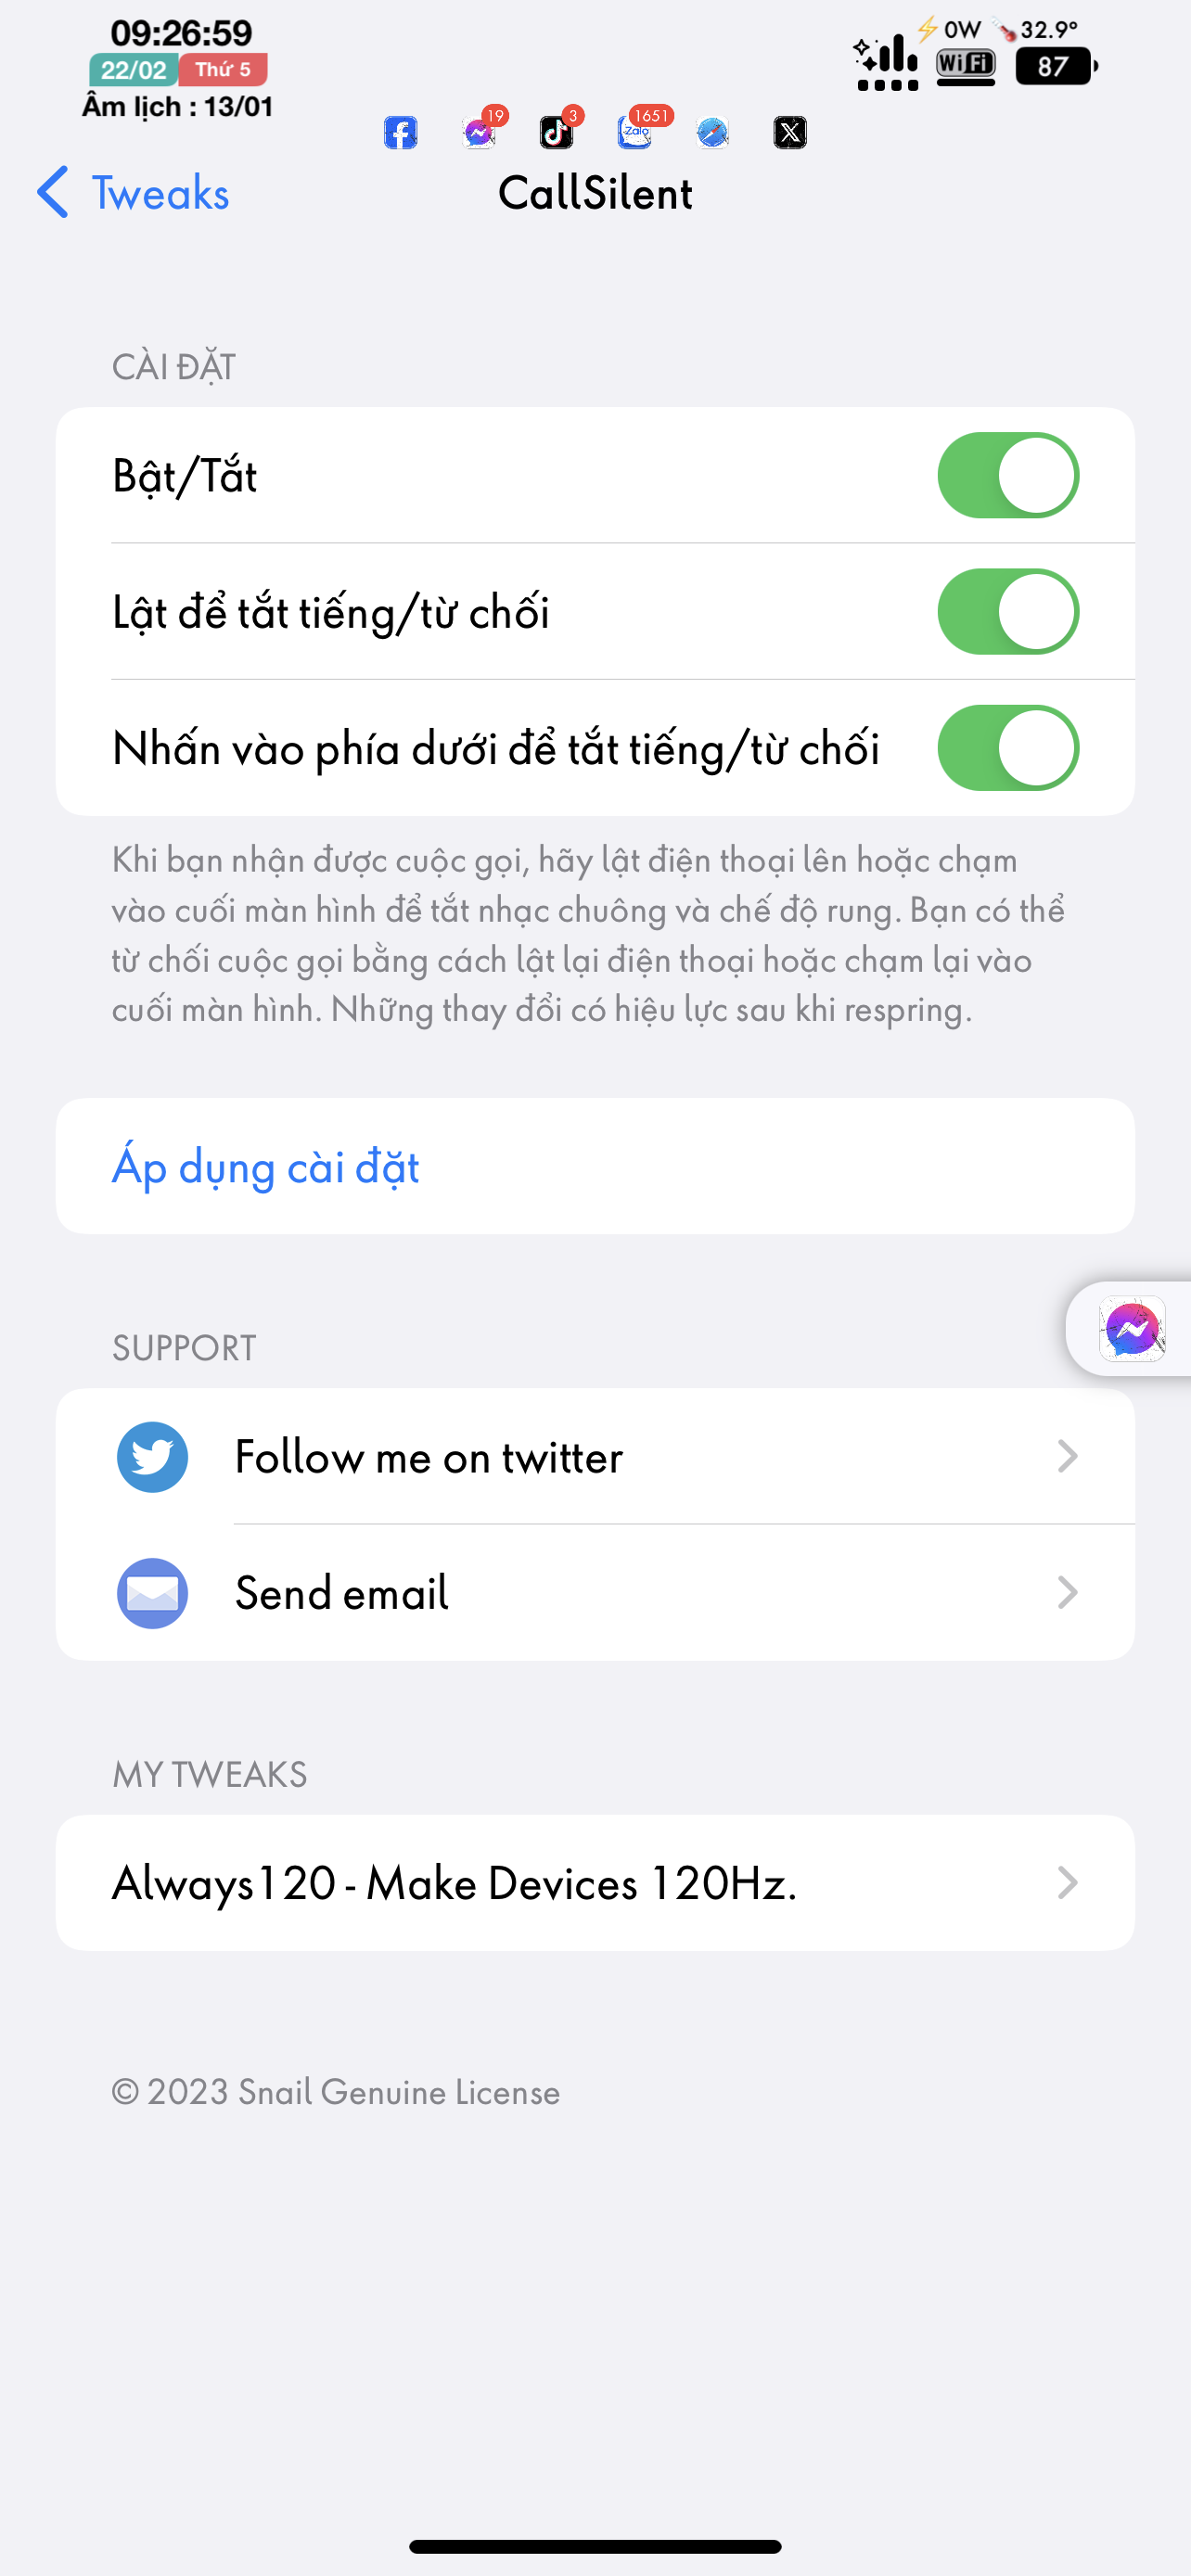 09:26:59
22/02 Thứ 5
Âm lịch : 13/01
0W 32.9°
WiFi 87
19 3 1651
Zalo
Tweaks
CallSilent
CÀI ĐẶT
Bật/Tắt
Lật để tắt tiếng/từ chối
Nhấn vào phía dưới để tắt tiếng/từ chối
Khi bạn nhận được cuộc gọi, hãy lật điện thoại lên hoặc chạm
vào cuối màn hình để tắt nhạc chuông và chế độ rung. Bạn có thể
từ chối cuộc gọi bằng cách lật lại điện thoại hoặc chạm lại vào
cuối màn hình. Những thay đổi có hiệu lực sau khi respring.
Áp dụng cài đặt
SUPPORT
Follow me on twitter
Send email
MY TWEAKS
Always120 - Make Devices 120Hz.
© 2023 Snail Genuine License